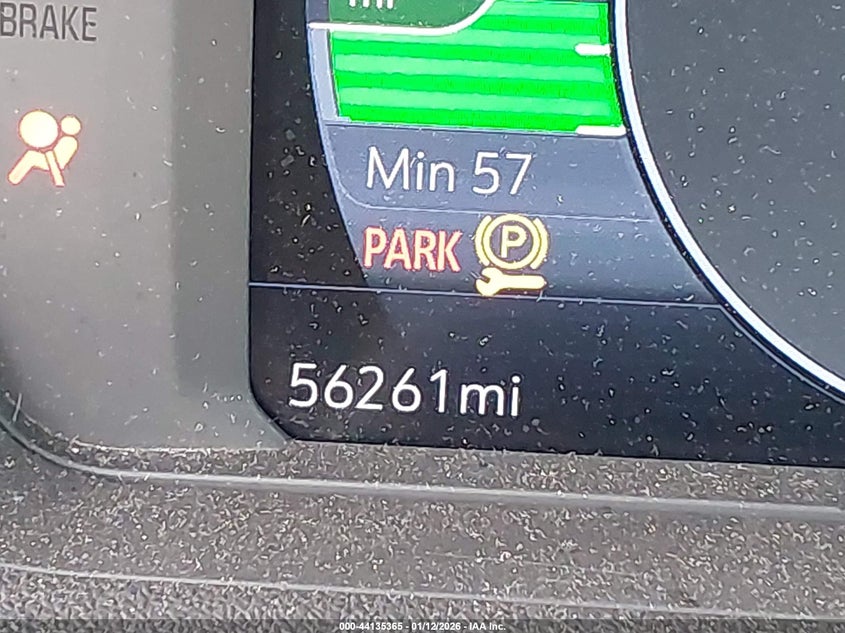 BRAKE
Min 57
PARK P
56261mi
000-44135365 - 01/12/2026 - IAA Inc.